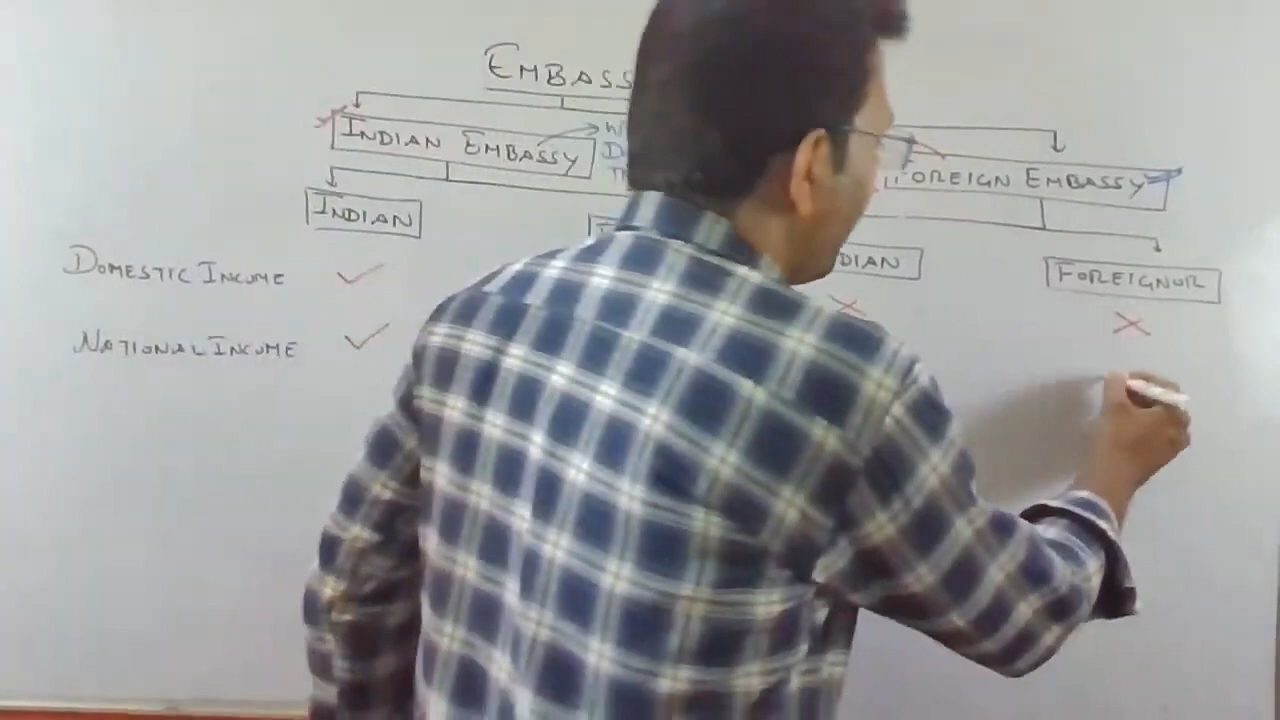 EMBASS
INDIAN EMBASSY
FOREIGN EMBASSY
INDIAN
DIAN
FOREIGNOR
DOMESTIC INCOME
NATIONAL INCOME